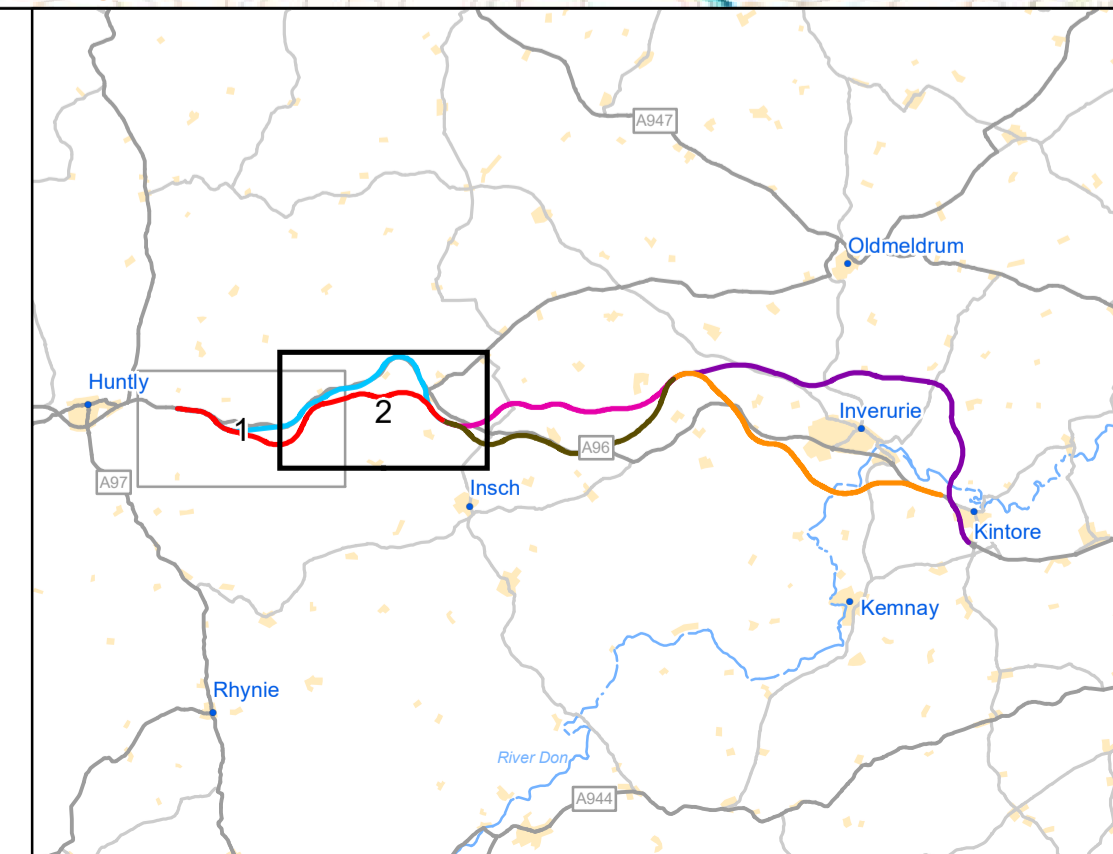 A947
Oldmeldrum
Huntly
1
2
Inverurie
A96
A97
Insch
Kintore
Kemnay
Rhynie
River Don
A944